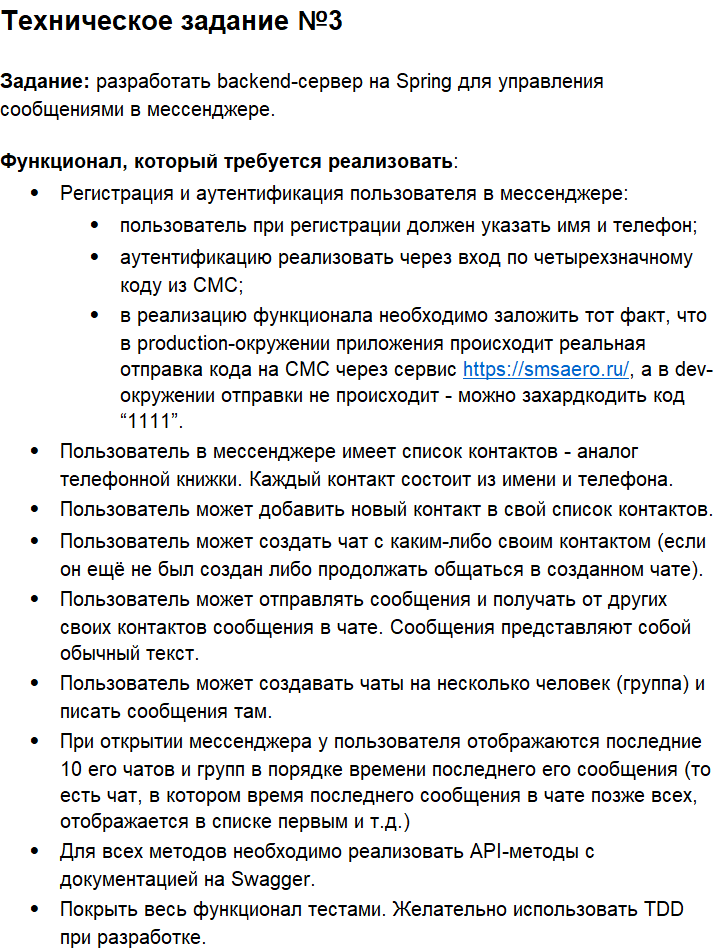 Техническое задание №3
Задание: разработать backend-сервер на Spring для управления
сообщениями в мессенджере.
Функционал, который требуется реализовать:
• Регистрация и аутентификация пользователя в мессенджере:
• пользователь при регистрации должен указать имя и телефон;
• аутентификацию реализовать через вход по четырехзначному
коду из СМС;
• в реализацию функционала необходимо заложить тот факт, что
в production-окружении приложения происходит реальная
отправка кода на СМС через сервис https://smsaero.ru/, а в dev-
окружении отправки не происходит - можно захардкодить код
“1111”.
• Пользователь в мессенджере имеет список контактов - аналог
телефонной книжки. Каждый контакт состоит из имени и телефона.
• Пользователь может добавить новый контакт в свой список контактов.
• Пользователь может создать чат с каким-либо своим контактом (если
он ещё не был создан либо продолжать общаться в созданном чате).
• Пользователь может отправлять сообщения и получать от других
своих контактов сообщения в чате. Сообщения представляют собой
обычный текст.
• Пользователь может создавать чаты на несколько человек (группа) и
писать сообщения там.
• При открытии мессенджера у пользователя отображаются последние
10 его чатов и групп в порядке времени последнего его сообщения (то
есть чат, в котором время последнего сообщения в чате позже всех,
отображается в списке первым и т.д.)
• Для всех методов необходимо реализовать API-методы с
документацией на Swagger.
• Покрыть весь функционал тестами. Желательно использовать TDD
при разработке.